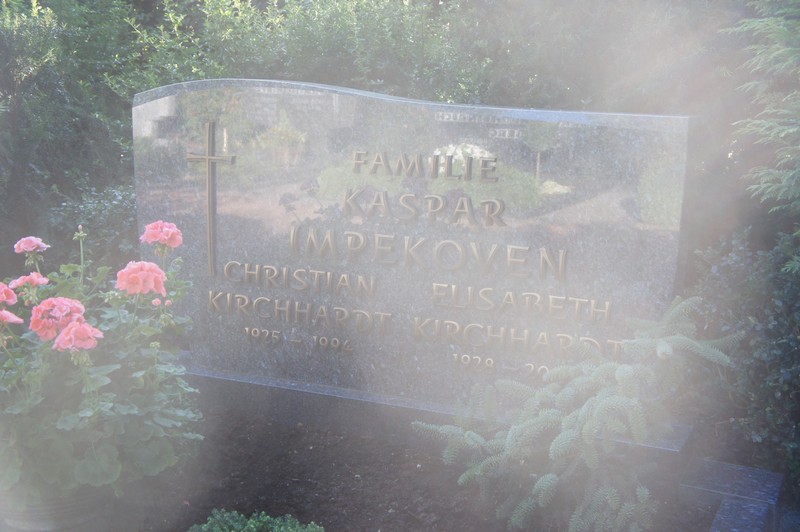 FAMILIE
KASPAR
IMPEKOVEN
CHRISTIAN
KIRCHHARDT
1925 – 1994
ELISABETH
KIRCHHARDT
1928 –